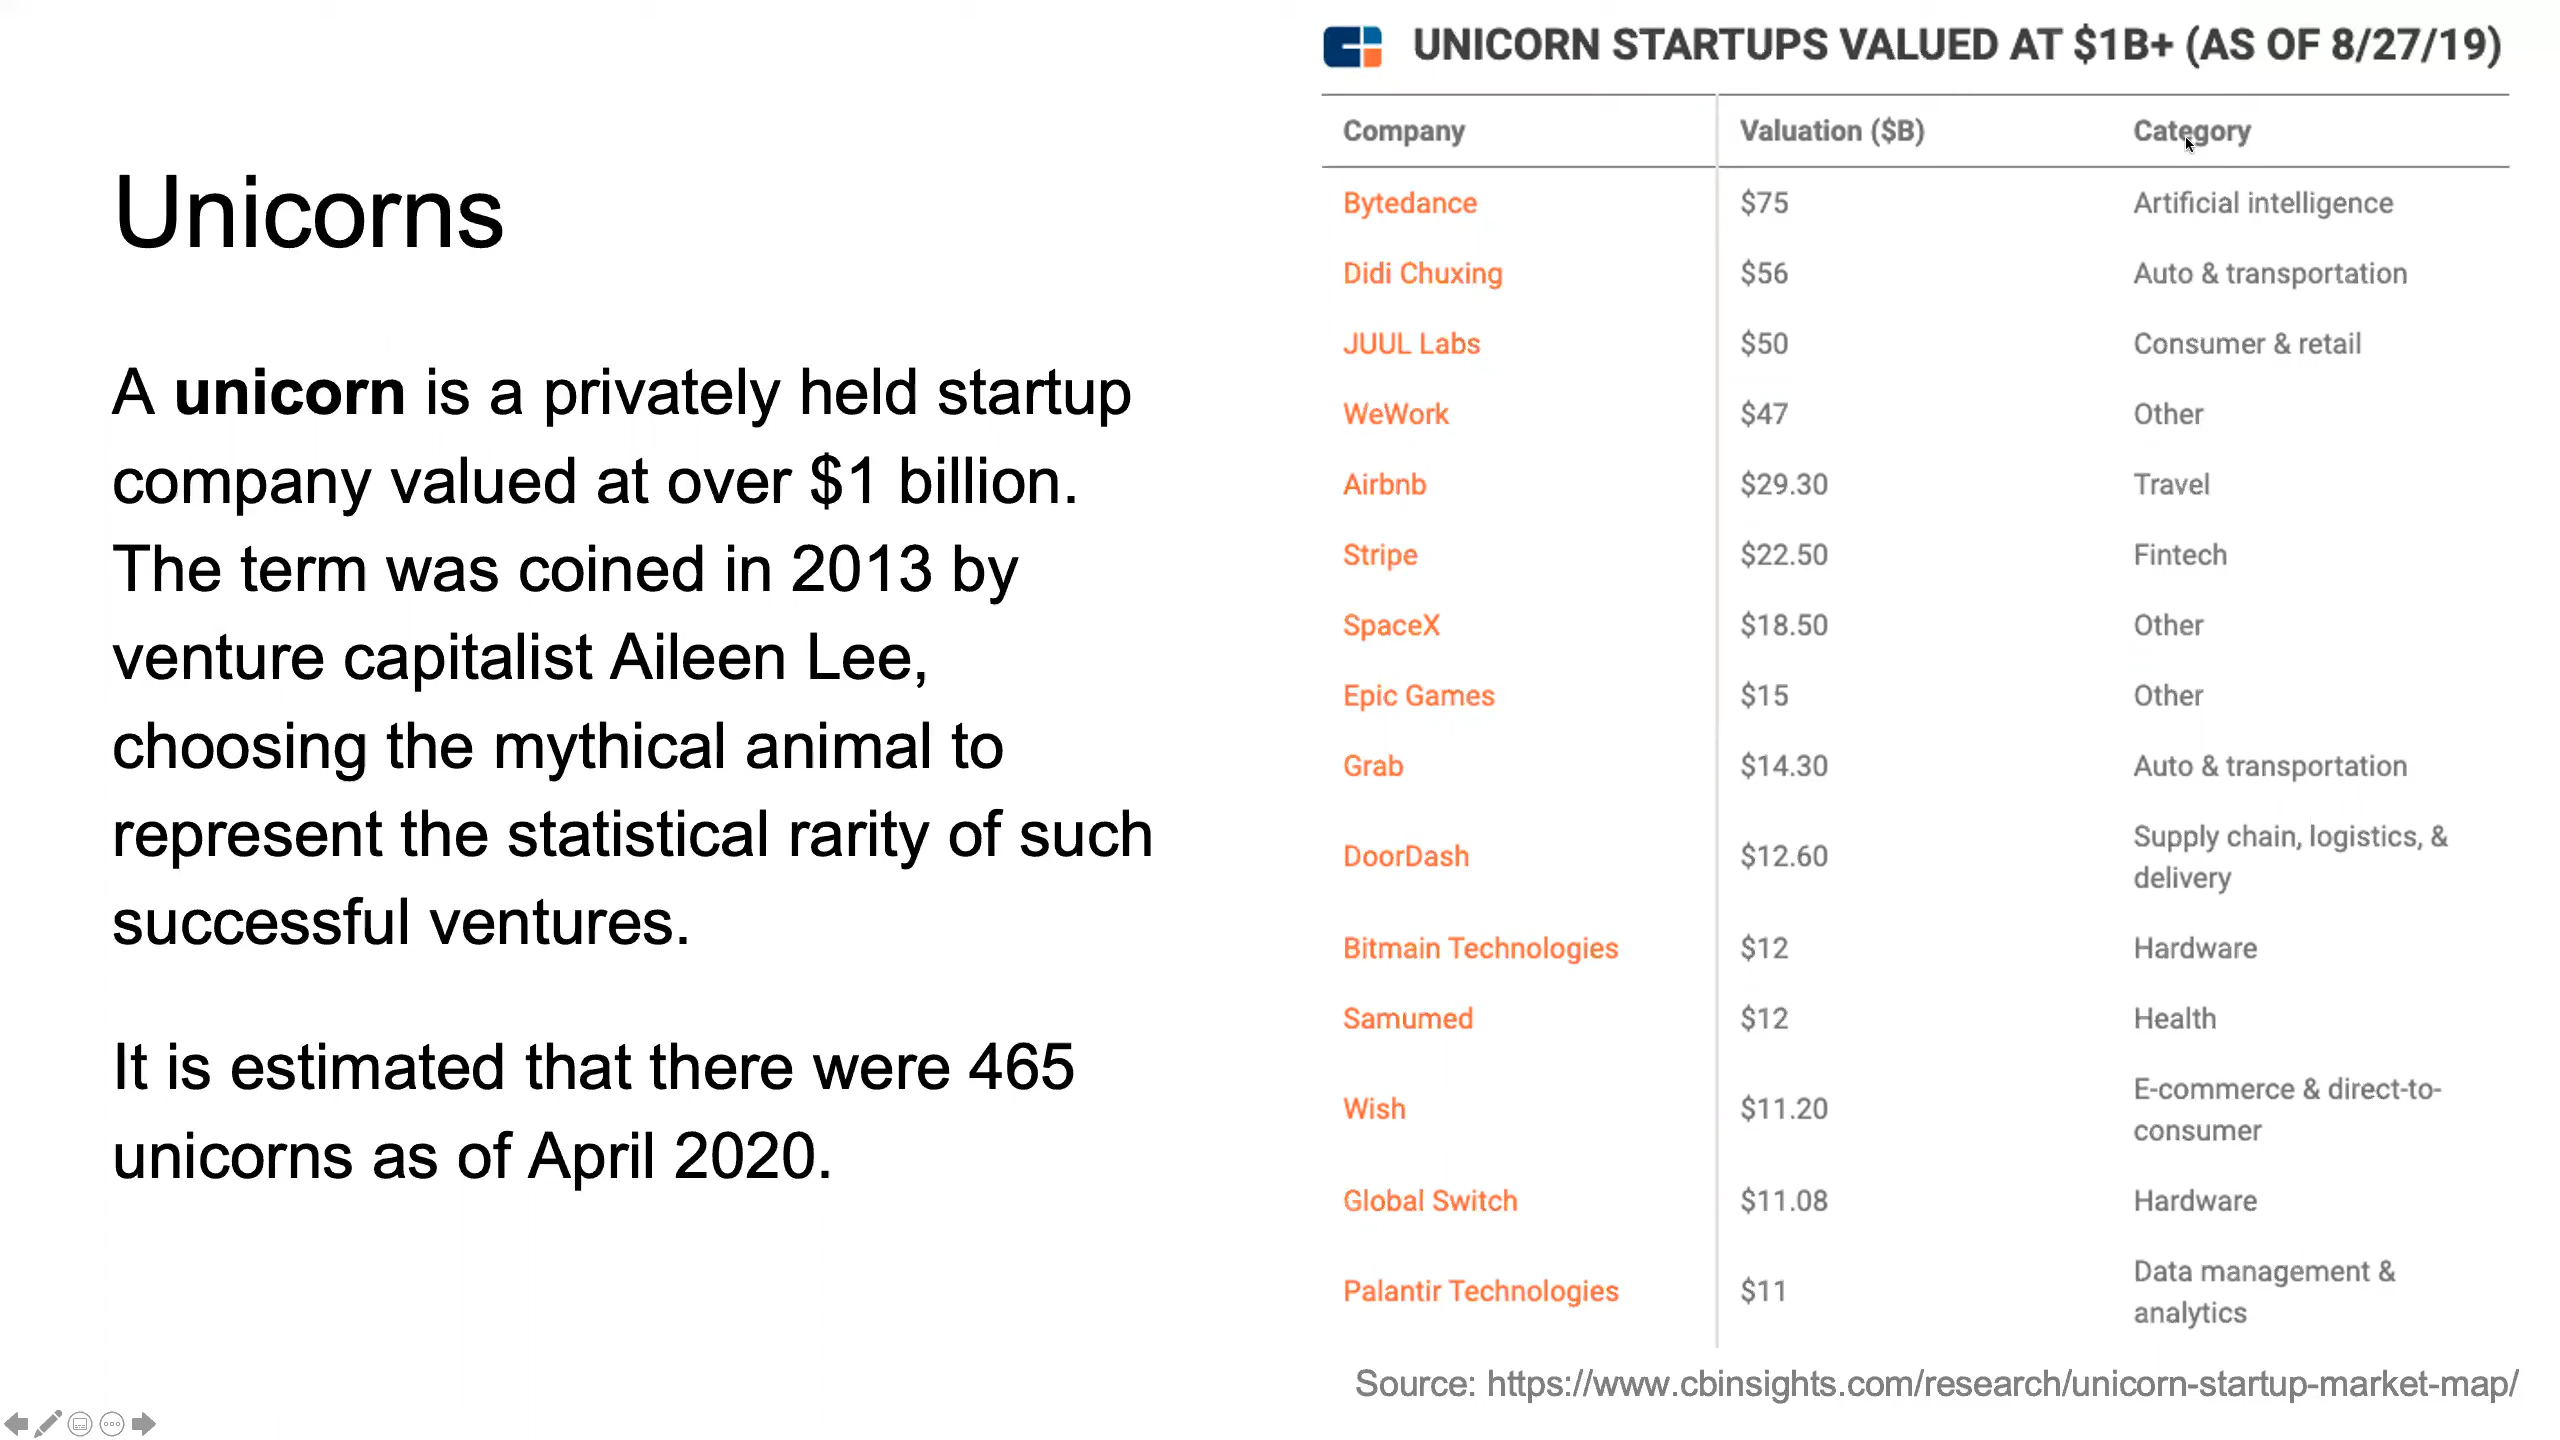 Unicorns
A unicorn is a privately held startup
company valued at over $1 billion.
The term was coined in 2013 by
venture capitalist Aileen Lee,
choosing the mythical animal to
represent the statistical rarity of such
successful ventures.
It is estimated that there were 465
unicorns as of April 2020.
UNICORN STARTUPS VALUED AT $1B+ (AS OF 8/27/19)
Company Valuation ($B) Category
Bytedance $75 Artificial intelligence
Didi Chuxing $56 Auto & transportation
JUUL Labs $50 Consumer & retail
WeWork $47 Other
Airbnb $29.30 Travel
Stripe $22.50 Fintech
SpaceX $18.50 Other
Epic Games $15 Other
Grab $14.30 Auto & transportation
DoorDash $12.60 Supply chain, logistics, &
delivery
Bitmain Technologies $12 Hardware
Samumed $12 Health
Wish $11.20 E-commerce & direct-to-
consumer
Global Switch $11.08 Hardware
Palantir Technologies $11 Data management &
analytics
Source: https://www.cbinsights.com/research/unicorn-startup-market-map/